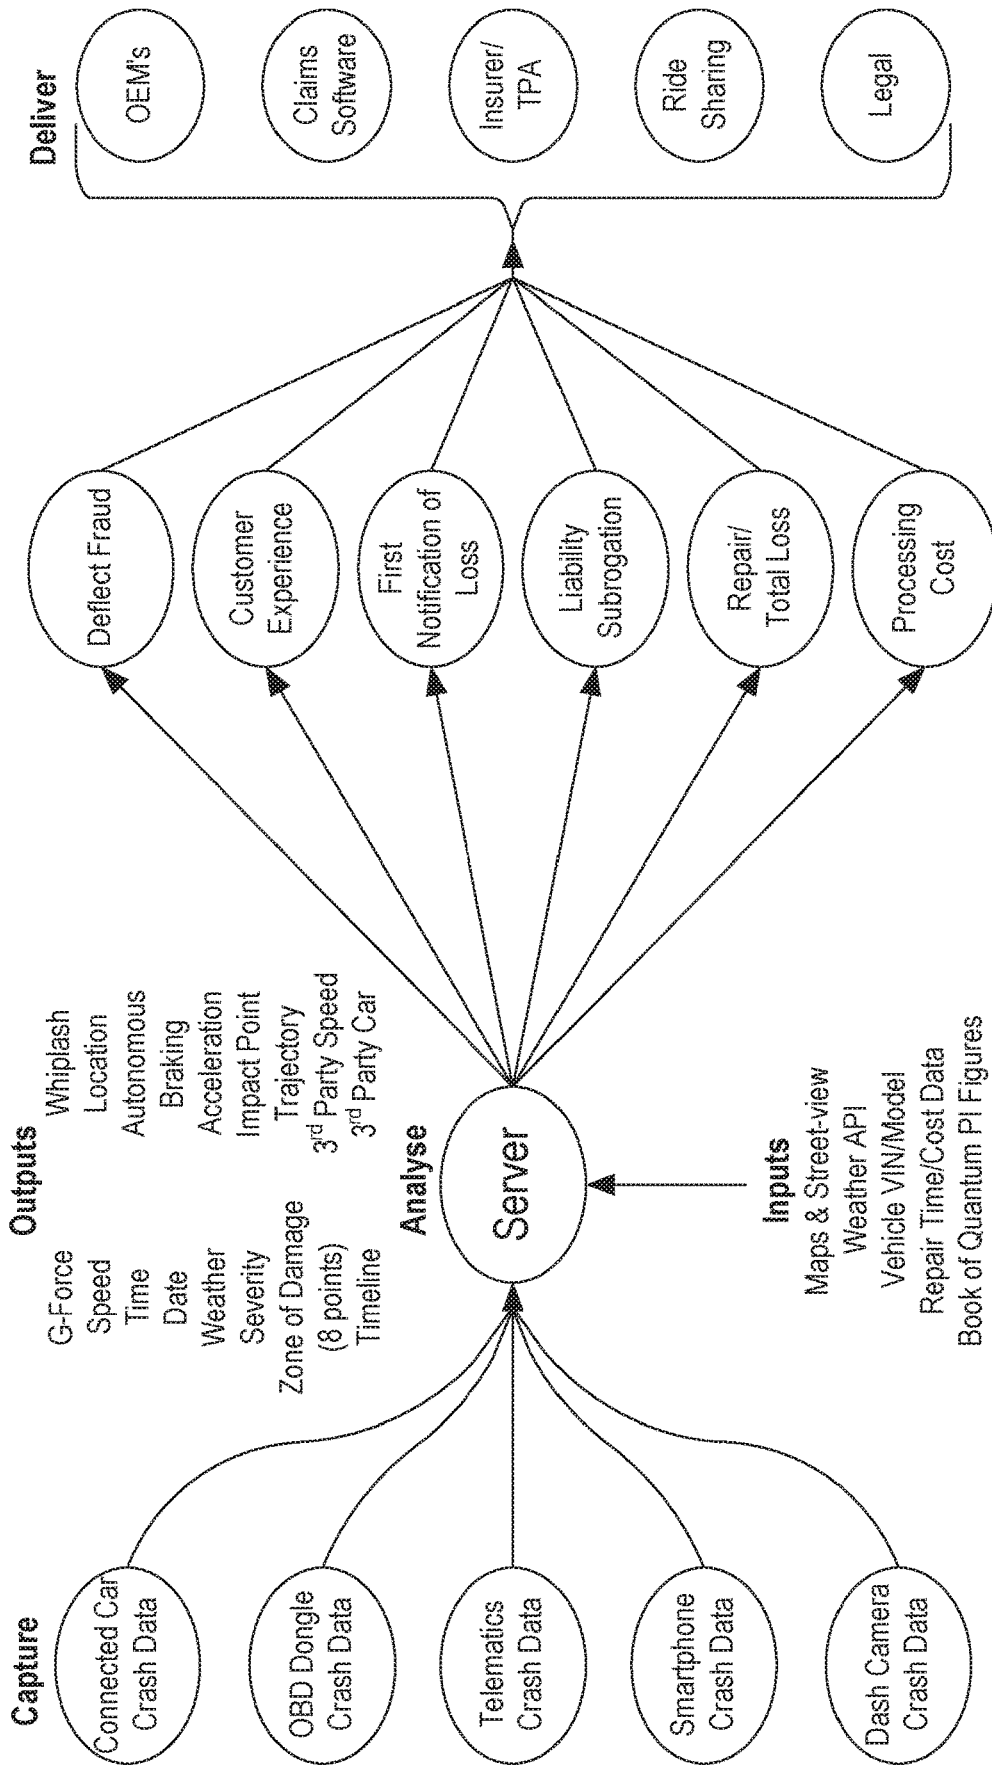 Capture
Connected Car
Crash Data
OBD Dongle
Crash Data
Telematics
Crash Data
Smartphone
Crash Data
Dash Camera
Crash Data
Outputs
G-Force
Speed
Time
Date
Weather
Severity
Zone of Damage
(8 points)
Timeline
Whiplash
Location
Autonomous
Braking
Acceleration
Impact Point
Trajectory
3rd Party Speed
3rd Party Car
Analyse
Server
Inputs
Maps & Street-view
Weather API
Vehicle VIN/Model
Repair Time/Cost Data
Book of Quantum PI Figures
Deflect Fraud
Customer
Experience
First
Notification of
Loss
Liability
Subrogation
Repair/
Total Loss
Processing
Cost
Deliver
OEM's
Claims
Software
Insurer/
TPA
Ride
Sharing
Legal